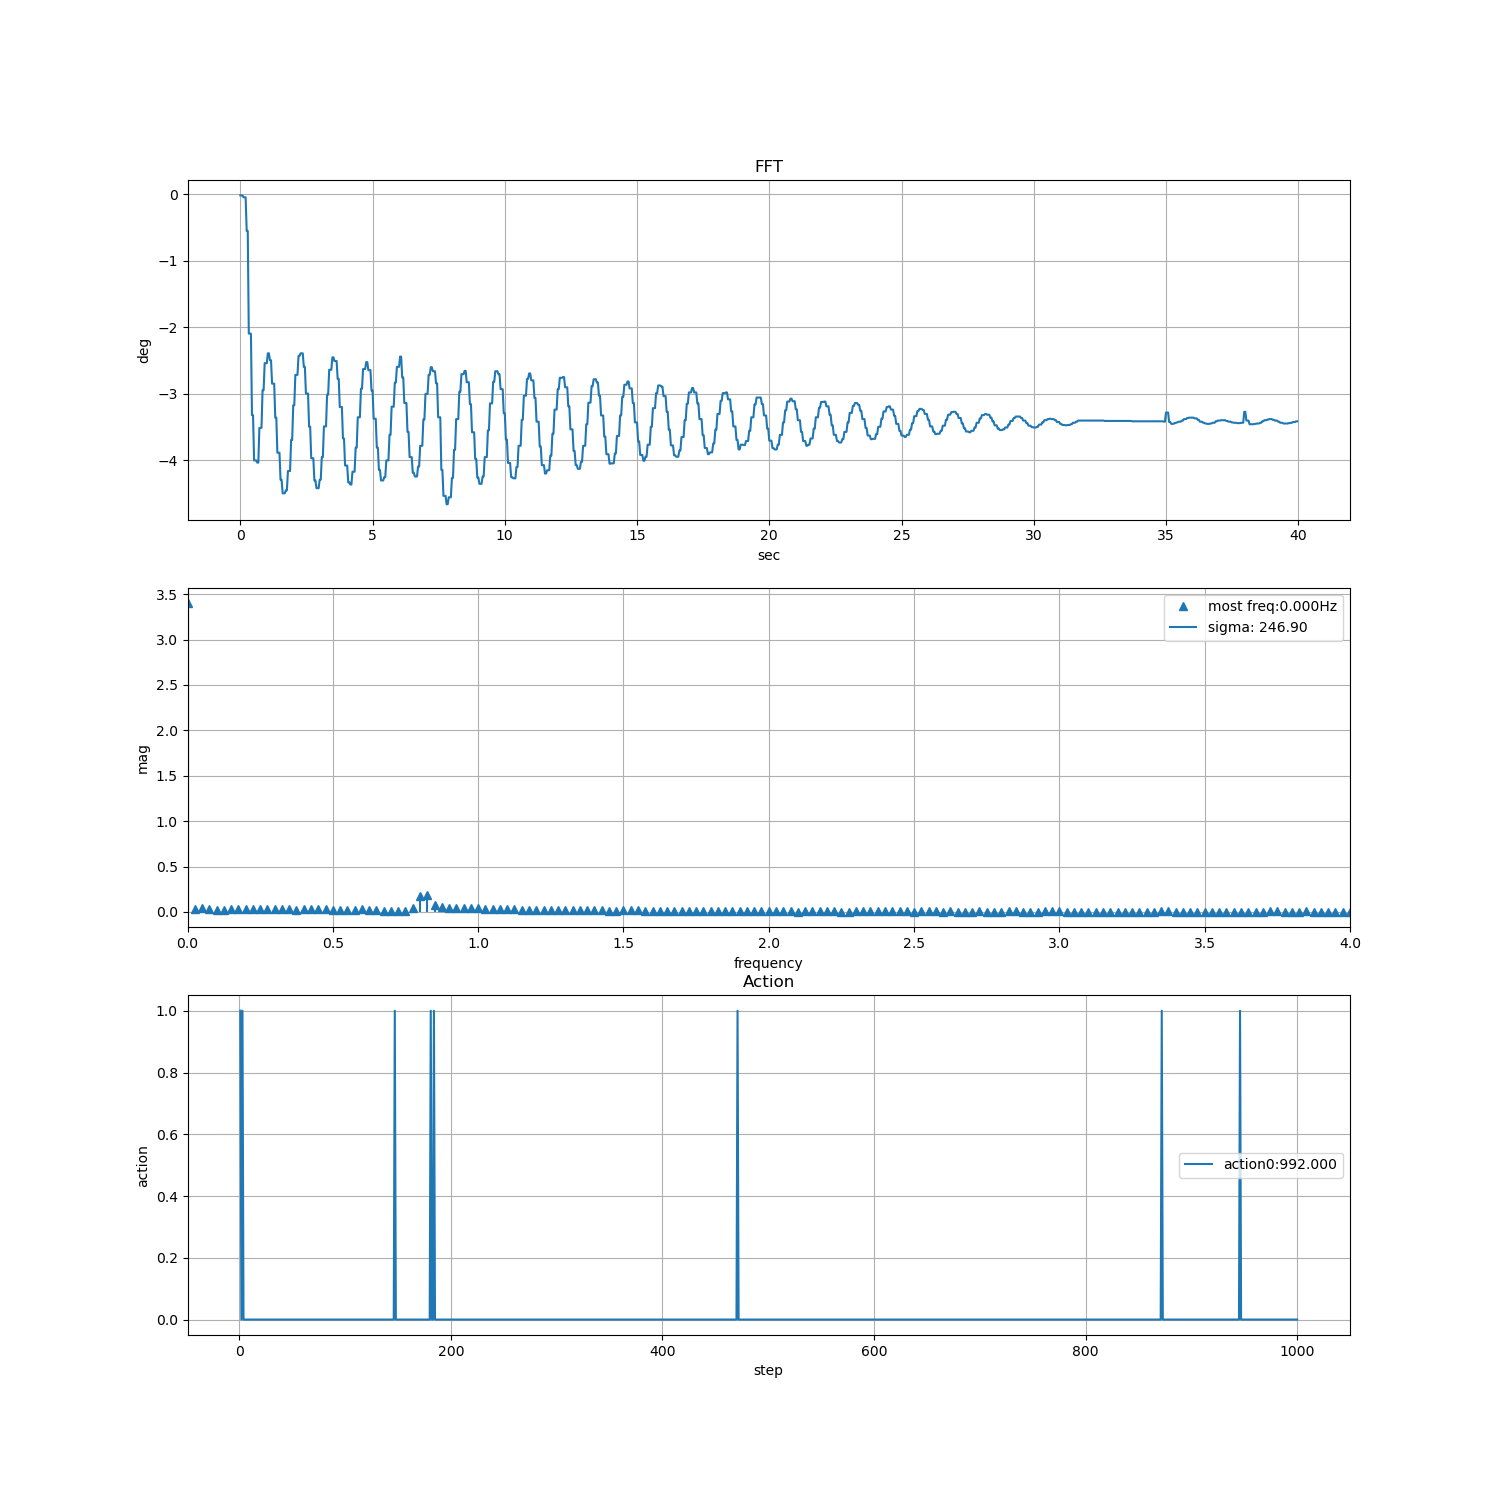 FFT
0
−1
−2
−3
−4
deg
0 5 10 15 20 25 30 35 40
sec
3.5
3.0
2.5
2.0
1.5
1.0
0.5
0.0
mag
most freq:0.000Hz
sigma: 246.90
0.0 0.5 1.0 1.5 2.0 2.5 3.0 3.5 4.0
frequency
Action
1.0
0.8
0.6
0.4
0.2
0.0
action
action0:992.000
0 200 400 600 800 1000
step